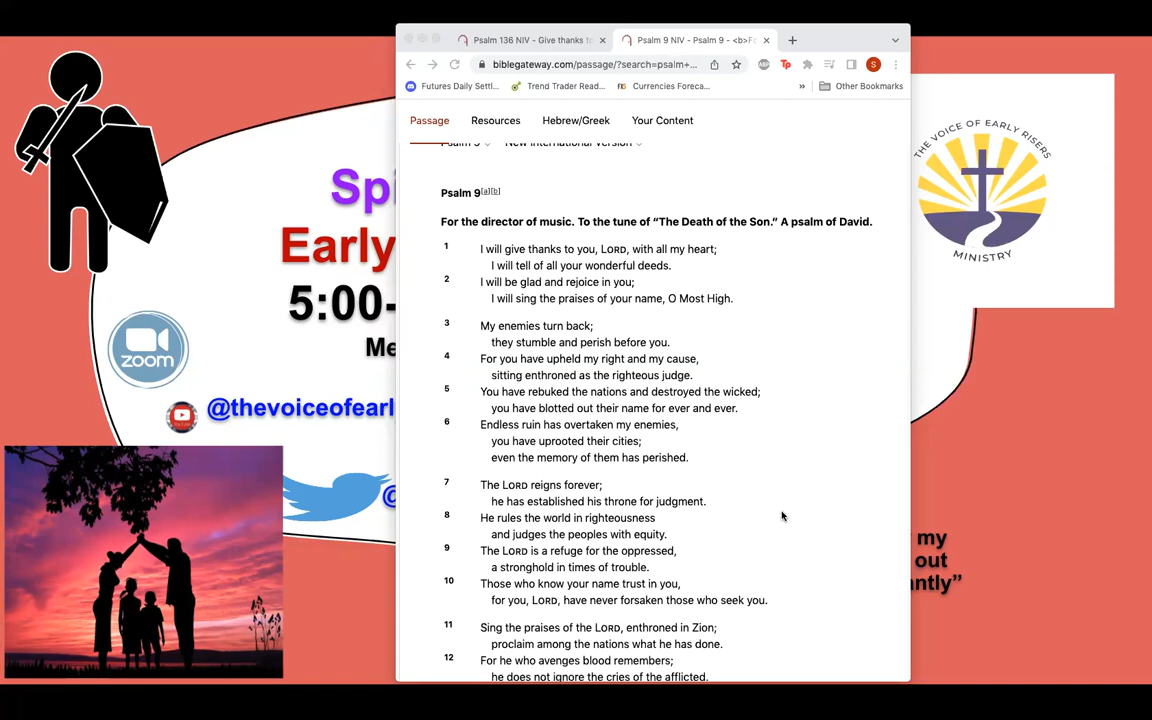 Psalm 136 NIV - Give thanks t
Psalm 9 NIV - Psalm 9 - <b>Fo
biblegateway.com/passage/?search=psalm+...
ABP
Tp
S
Futures Daily Settl...
Trend Trader Read...
Currencies Foreca...
»
Other Bookmarks
Passage
Resources
Hebrew/Greek
Your Content
Psalm 9
New International Version
Psalm 9[a][b]
For the director of music. To the tune of “The Death of the Son.” A psalm of David.
1 I will give thanks to you, LORD, with all my heart;
I will tell of all your wonderful deeds.
2 I will be glad and rejoice in you;
I will sing the praises of your name, O Most High.
3 My enemies turn back;
they stumble and perish before you.
4 For you have upheld my right and my cause,
sitting enthroned as the righteous judge.
5 You have rebuked the nations and destroyed the wicked;
you have blotted out their name for ever and ever.
6 Endless ruin has overtaken my enemies,
you have uprooted their cities;
even the memory of them has perished.
7 The LORD reigns forever;
he has established his throne for judgment.
8 He rules the world in righteousness
and judges the peoples with equity.
9 The LORD is a refuge for the oppressed,
a stronghold in times of trouble.
10 Those who know your name trust in you,
for you, LORD, have never forsaken those who seek you.
11 Sing the praises of the LORD, enthroned in Zion;
proclaim among the nations what he has done.
12 For he who avenges blood remembers;
he does not ignore the cries of the afflicted.
Spi
Early
5:00-
Me
zoom
@thevoiceofearl
@
THE VOICE OF EARLY RISERS
MINISTRY
my
out
antly”